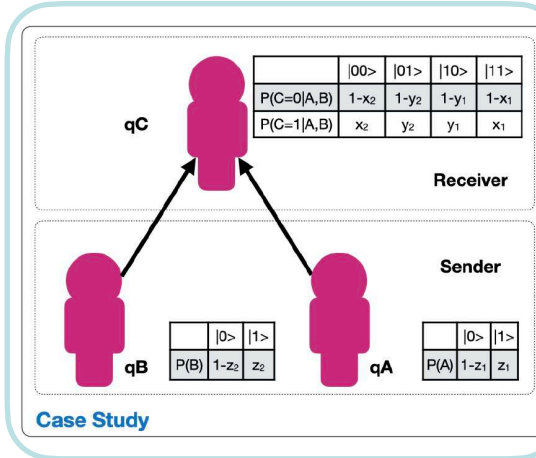 |00> |01> |10> |11>
P(C=0|A,B) 1-x₂ 1-y₂ 1-y₁ 1-x₁
P(C=1|A,B) x₂ y₂ y₁ x₁
qC
Receiver
Sender
|0> |1>
P(B) 1-z₂ z₂
qB
|0> |1>
P(A) 1-z₁ z₁
qA
Case Study